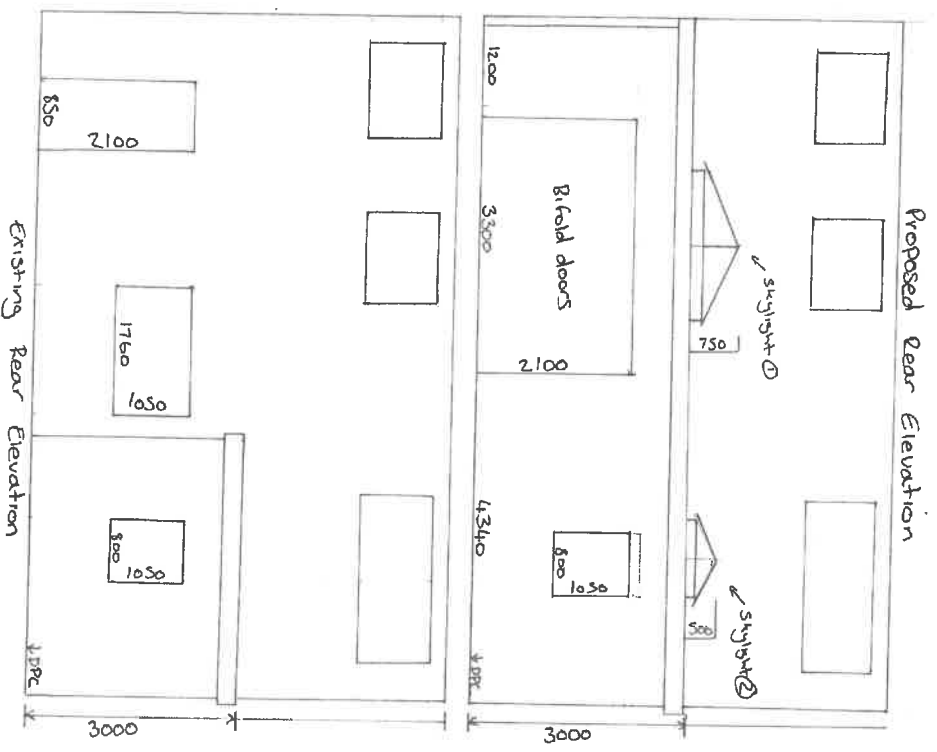 Proposed Rear Elevation
skylight ①
skylight ②
750
500
Bifold doors
2100
800
1050
1200
3300
4340
↓ DPC
3000
850
2100
1760
1050
800
1050
↓ DPC
3000
Existing Rear Elevation